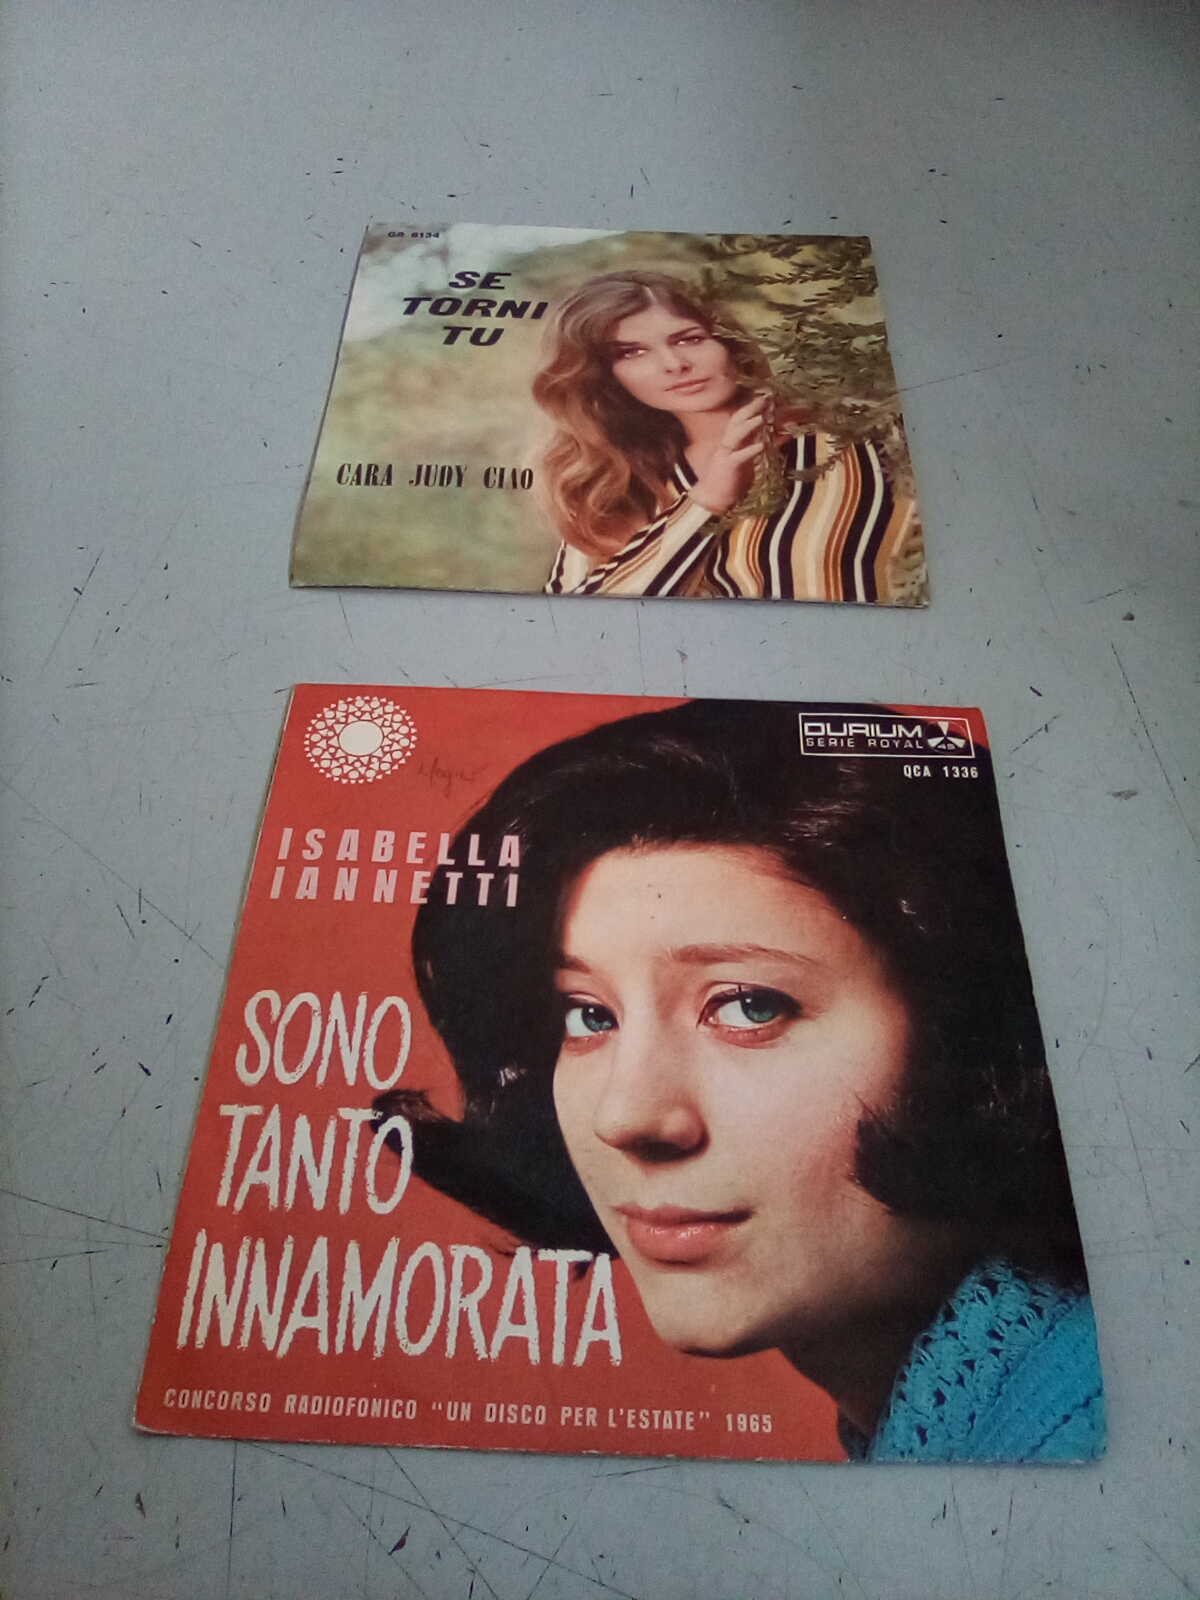 GR 6134
SE
TORNI
TU
CARA JUDY CIAO
DURIUM
SERIE ROYAL
45
QCA 1336
ISABELLA
IANNETTI
SONO
TANTO
INNAMORATA
CONCORSO RADIOFONICO "UN DISCO PER L'ESTATE" 1965